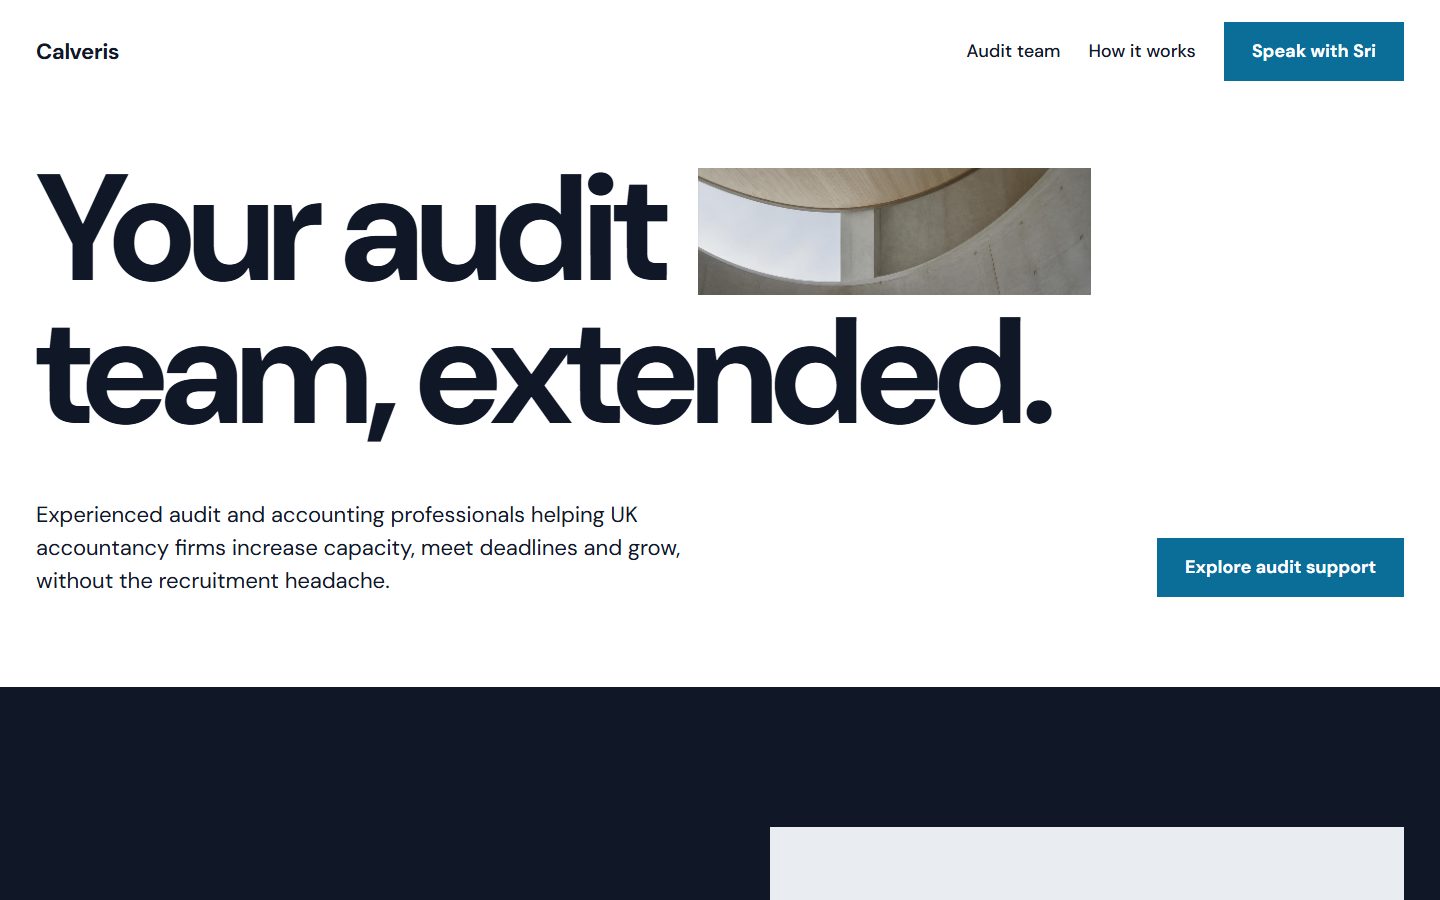 Calveris
Audit team
How it works
Speak with Sri
Your audit
team, extended.
Experienced audit and accounting professionals helping UK
accountancy firms increase capacity, meet deadlines and grow,
without the recruitment headache.
Explore audit support